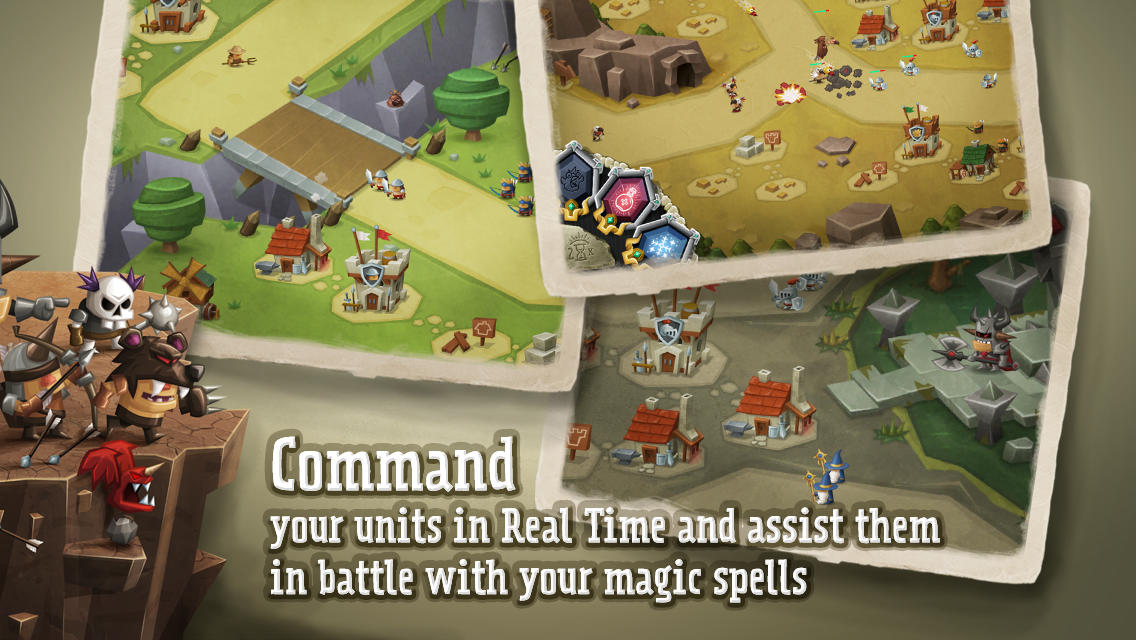 Command
your units in Real Time and assist them
in battle with your magic spells